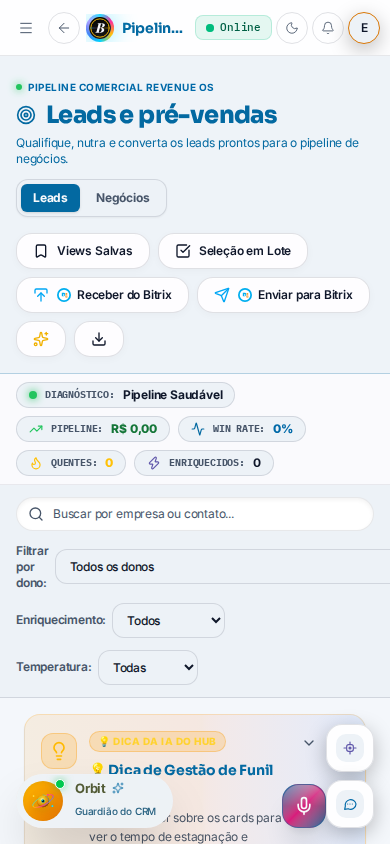 B Pipelin... Online E
PIPELINE COMERCIAL REVENUE OS
Leads e pré-vendas
Qualifique, nutra e converta os leads prontos para o pipeline de
negócios.
Leads Negócios
Views Salvas Seleção em Lote
Receber do Bitrix Enviar para Bitrix
DIAGNÓSTICO: Pipeline Saudável
PIPELINE: R$ 0,00 WIN RATE: 0%
QUENTES: 0 ENRIQUECIDOS: 0
Buscar por empresa ou contato...
Filtrar
por
dono:
Todos os donos
Enriquecimento: Todos
Temperatura: Todas
DICA DA IA DO HUB
Dica de Gestão de Funil
Orbit
Guardião do CRM
sobre os cards para
ver o tempo de estagnação e